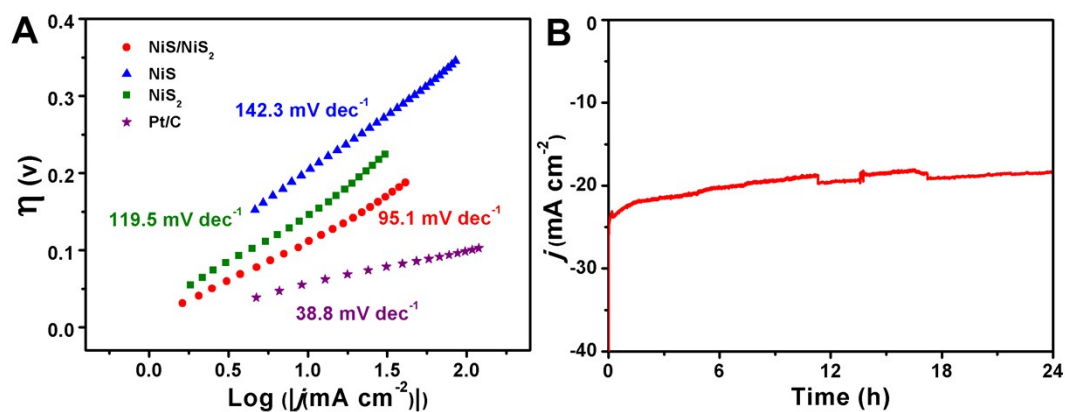 A
0.4
0.3
0.2
0.1
0.0
η (v)
NiS/NiS₂
NiS
NiS₂
Pt/C
142.3 mV dec⁻¹
119.5 mV dec⁻¹
95.1 mV dec⁻¹
38.8 mV dec⁻¹
0.0 0.5 1.0 1.5 2.0
Log (|j(mA cm⁻²)|)
B
0
-10
-20
-30
-40
j (mA cm⁻²)
0 6 12 18 24
Time (h)